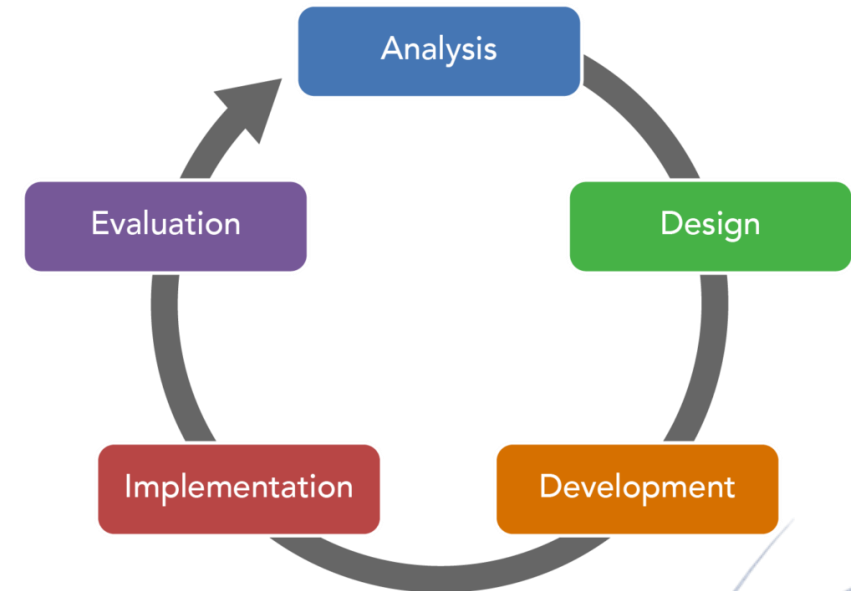 Analysis
Design
Development
Implementation
Evaluation